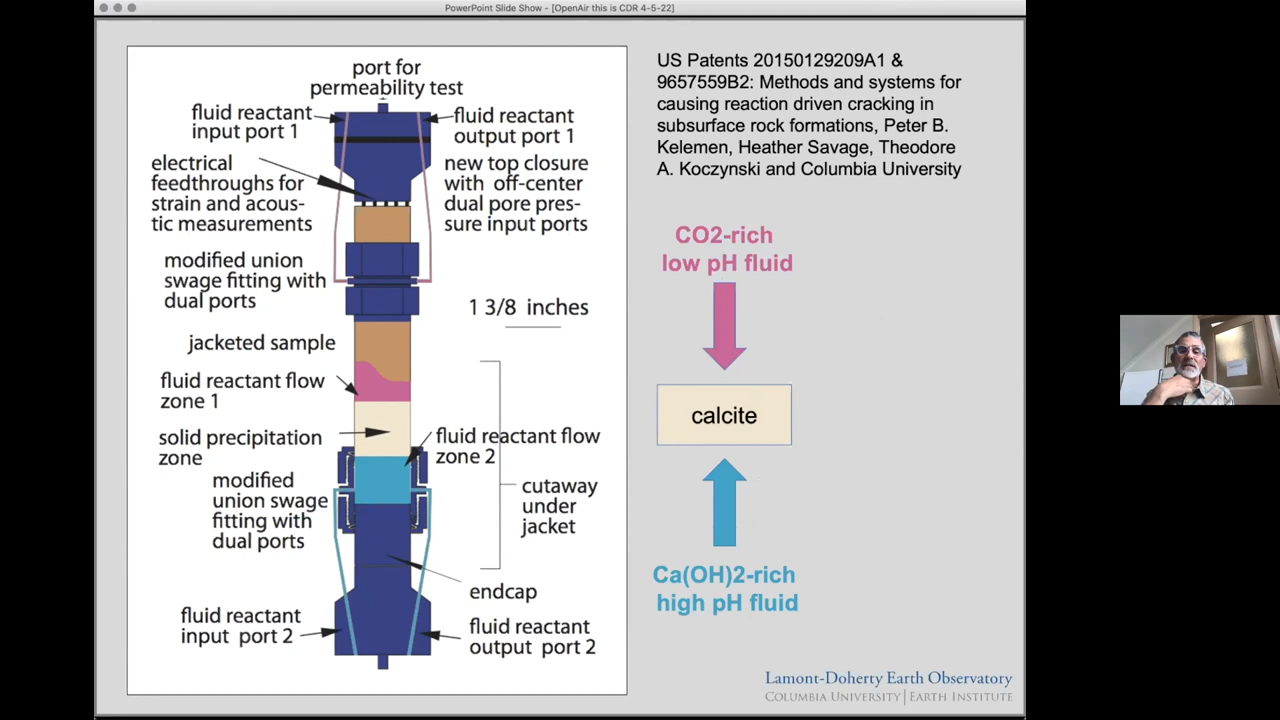 PowerPoint Slide Show - [OpenAir this is CDR 4-5-22]
port for
permeability test
fluid reactant
input port 1
fluid reactant
output port 1
electrical
feedthroughs for
strain and acous-
tic measurements
new top closure
with off-center
dual pore pres-
sure input ports
modified union
swage fitting with
dual ports
1 3/8 inches
jacketed sample
fluid reactant flow
zone 1
solid precipitation
zone
fluid reactant flow
zone 2
modified
union swage
fitting with
dual ports
cutaway
under
jacket
endcap
fluid reactant
input port 2
fluid reactant
output port 2
US Patents 20150129209A1 &
9657559B2: Methods and systems for
causing reaction driven cracking in
subsurface rock formations, Peter B.
Kelemen, Heather Savage, Theodore
A. Koczynski and Columbia University
CO2-rich
low pH fluid
calcite
Ca(OH)2-rich
high pH fluid
Lamont-Doherty Earth Observatory
COLUMBIA UNIVERSITY | EARTH INSTITUTE